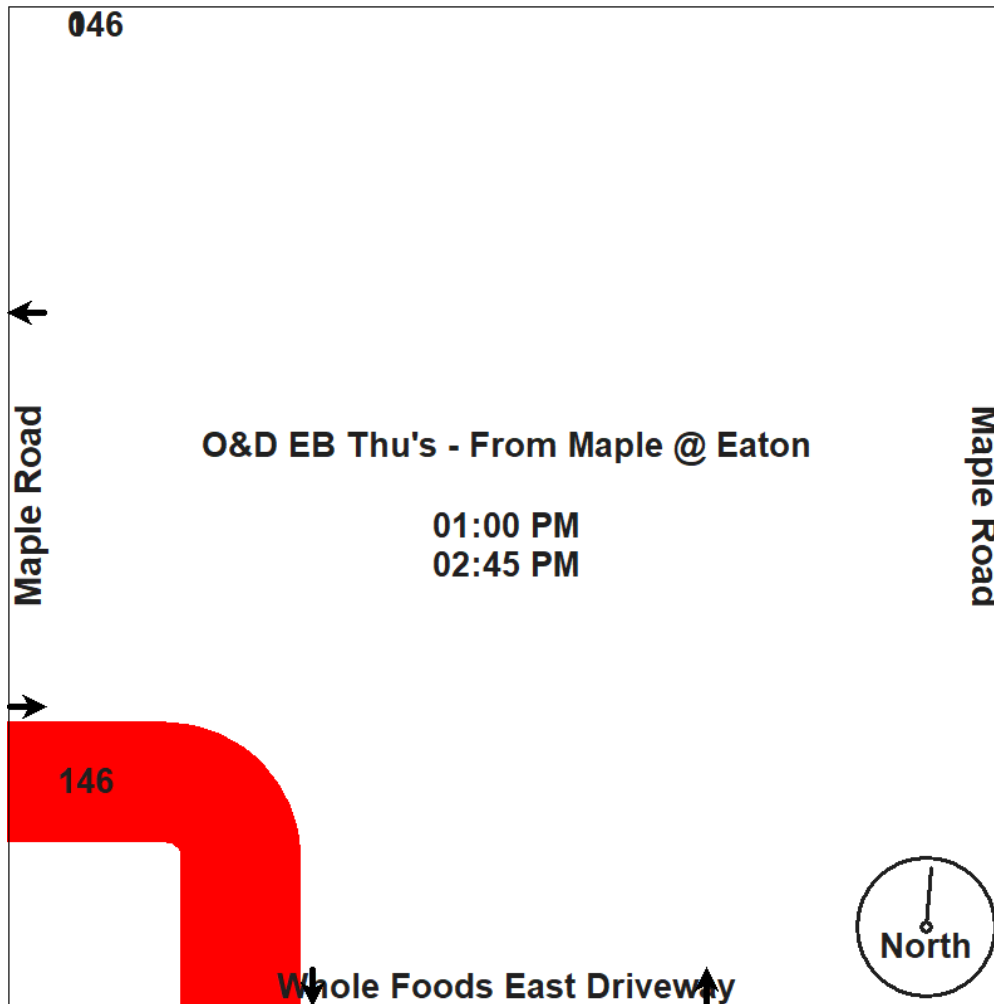 Maple Road
O&D EB Thu's - From Maple @ Eaton
01:00 PM
02:45 PM
Maple Road
146
North
Whole Foods East Driveway